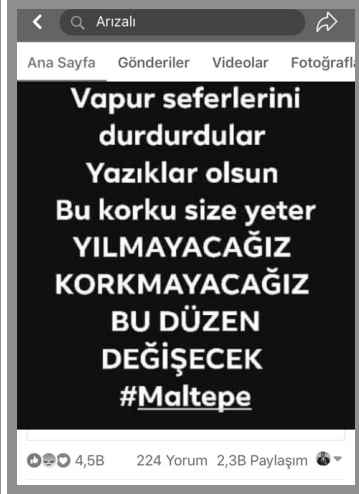 Arızalı
Ana Sayfa Gönderiler Videolar Fotoğrafl
Vapur seferlerini
durdurdular
Yazıklar olsun
Bu korku size yeter
YILMAYACAĞIZ
KORKMAYACAĞIZ
BU DÜZEN
DEĞİŞECEK
#Maltepe
4,5B 224 Yorum 2,3B Paylaşım